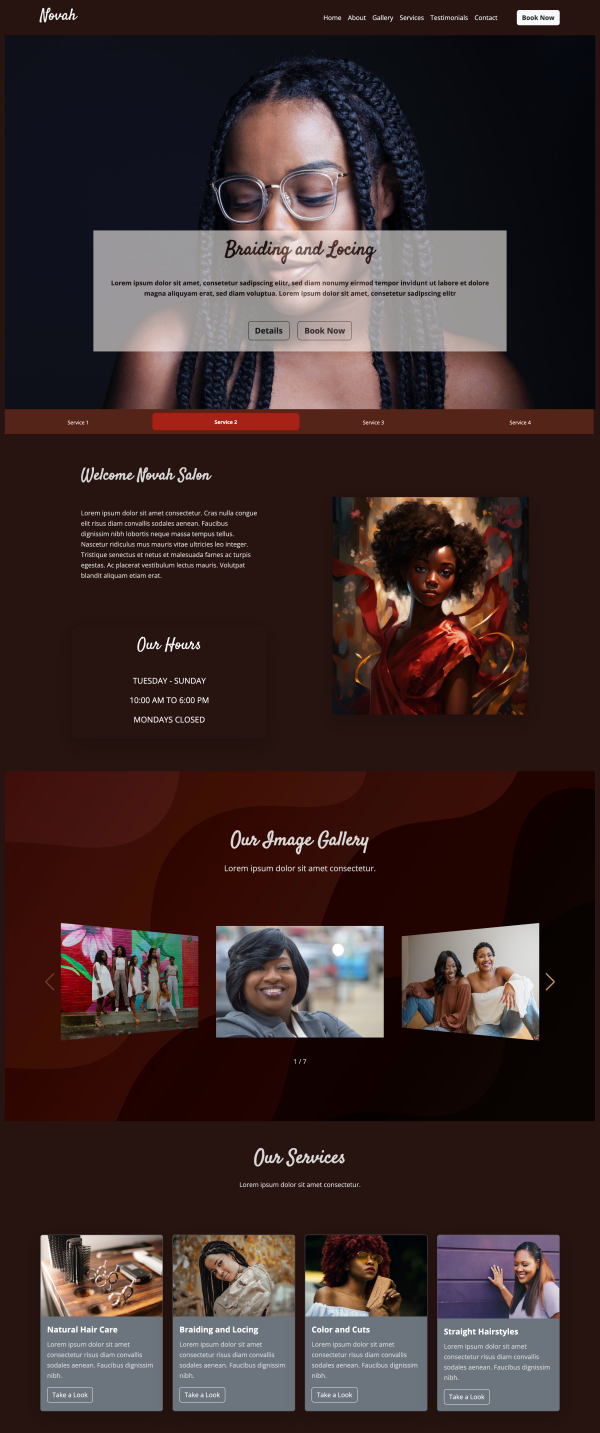 Novah
Home About Gallery Services Testimonials Contact Book Now
Braiding and Locing
Lorem ipsum dolor sit amet, consetetur sadipscing elitr, sed diam nonumy eirmod tempor invidunt ut labore et dolore
magna aliquyam erat, sed diam voluptua. Lorem ipsum dolor sit amet, consetetur sadipscing elitr
Details Book Now
Service 1 Service 2 Service 3 Service 4
Welcome Novah Salon
Lorem ipsum dolor sit amet consectetur. Cras nulla congue
elit risus diam convallis sodales aenean. Faucibus
dignissim nibh lobortis neque massa tempus tellus.
Nascetur ridiculus mus mauris vitae ultricies leo integer.
Tristique senectus et netus et malesuada fames ac turpis
egestas. Ac placerat vestibulum lectus mauris. Volutpat
blandit aliquam etiam erat.
Our Hours
TUESDAY - SUNDAY
10:00 AM TO 6:00 PM
MONDAYS CLOSED
Our Image Gallery
Lorem ipsum dolor sit amet consectetur.
1 / 7
Our Services
Lorem ipsum dolor sit amet consectetur.
Natural Hair Care
Lorem ipsum dolor sit amet
consectetur risus diam convallis
sodales aenean. Faucibus dignissim
nibh.
Take a Look
Braiding and Locing
Lorem ipsum dolor sit amet
consectetur risus diam convallis
sodales aenean. Faucibus dignissim
nibh.
Take a Look
Color and Cuts
Lorem ipsum dolor sit amet
consectetur risus diam convallis
sodales aenean. Faucibus dignissim
nibh.
Take a Look
Straight Hairstyles
Lorem ipsum dolor sit amet
consectetur risus diam convallis
sodales aenean. Faucibus dignissim
nibh.
Take a Look